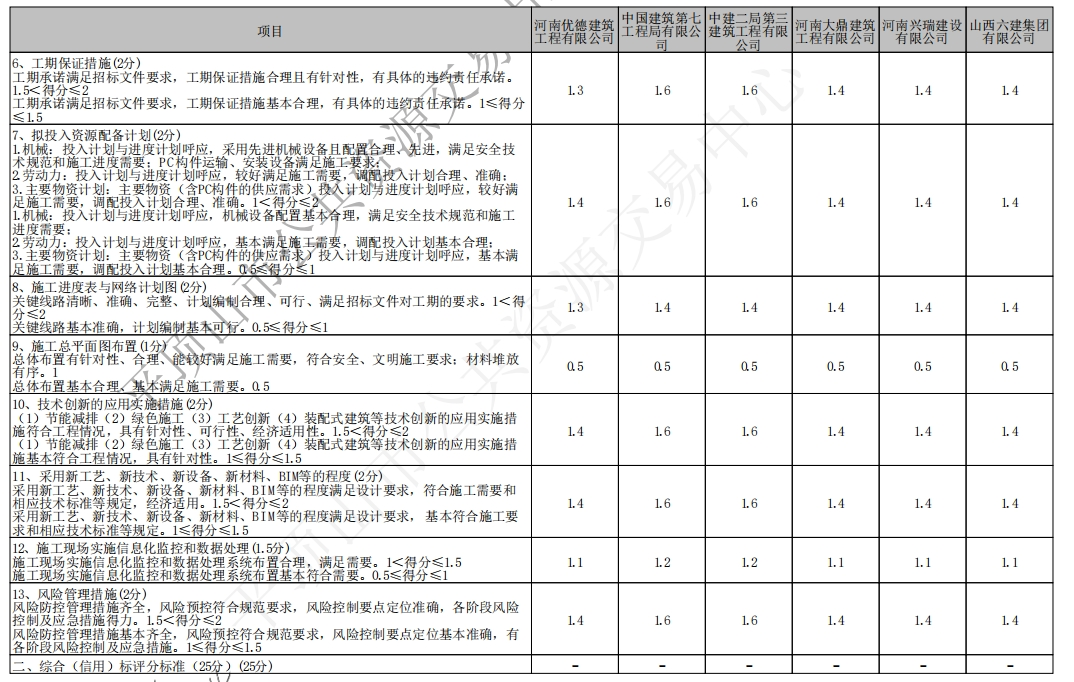 项目
河南优德建筑工程有限公司
中国建筑第七工程局有限公司
中建二局第三建筑工程有限公司
河南大鼎建筑工程有限公司
河南兴瑞建设有限公司
山西六建集团有限公司
6、工期保证措施(2分)
工期承诺满足招标文件要求，工期保证措施合理且有针对性，有具体的违约责任承诺。
1.5<得分≤2
工期承诺满足招标文件要求，工期保证措施基本合理，有具体的违约责任承诺。1≤得分
≤1.5
1.3 1.6 1.6 1.4 1.4 1.4
7、拟投入资源配备计划(2分)
1.机械：投入计划与进度计划呼应，采用先进机械设备且配置合理、先进，满足安全技
术规范和施工进度需要；PC构件运输、安装设备满足施工要求;
2.劳动力：投入计划与进度计划呼应，较好满足施工需要，调配投入计划合理、准确；
3.主要物资计划：主要物资（含PC构件的供应需求）投入计划与进度计划呼应，较好满
足施工需要，调配投入计划合理、准确。1＜得分≤2
1.机械：投入计划与进度计划呼应，机械设备配置基本合理，满足安全技术规范和施工
进度需要；
2.劳动力：投入计划与进度计划呼应，基本满足施工需要，调配投入计划基本合理；
3.主要物资计划：主要物资（含PC构件的供应需求）投入计划与进度计划呼应，基本满
足施工需要，调配投入计划基本合理。0.5≤得分≤1
1.4 1.6 1.6 1.4 1.4 1.4
8、施工进度表与网络计划图(2分)
关键线路清晰、准确、完整、计划编制合理、可行、满足招标文件对工期的要求。1＜得
分≤2
关键线路基本准确，计划编制基本可行。0.5≤得分≤1
1.3 1.4 1.4 1.4 1.4 1.4
9、施工总平面图布置(1分)
总体布置有针对性、合理、能较好满足施工需要，符合安全、文明施工要求；材料堆放
有序。1
总体布置基本合理、基本满足施工需要。0.5
0.5 0.5 0.5 0.5 0.5 0.5
10、技术创新的应用实施措施(2分)
（1）节能减排（2）绿色施工（3）工艺创新（4）装配式建筑等技术创新的应用实施措
施符合工程情况，具有针对性、可行性、经济适用性。1.5<得分≤2
（1）节能减排（2）绿色施工（3）工艺创新（4）装配式建筑等技术创新的应用实施措
施基本符合工程情况，具有针对性。1≤得分≤1.5
1.4 1.6 1.6 1.4 1.4 1.4
11、采用新工艺、新技术、新设备、新材料、BIM等的程度(2分)
采用新工艺、新技术、新设备、新材料、BIM等的程度满足设计要求，符合施工需要和
相应技术标准等规定，经济适用。1.5<得分≤2
采用新工艺、新技术、新设备、新材料、BIM等的程度满足设计要求， 基本符合施工要
求和相应技术标准等规定。1≤得分≤1.5
1.4 1.6 1.6 1.4 1.4 1.4
12、施工现场实施信息化监控和数据处理(1.5分)
施工现场实施信息化监控和数据处理系统布置合理，满足需要。1<得分≤1.5
施工现场实施信息化监控和数据处理系统布置基本符合需要。0.5≤得分≤1
1.1 1.2 1.2 1.1 1.1 1.1
13、风险管理措施(2分)
风险防控管理措施齐全，风险预控符合规范要求，风险控制要点定位准确，各阶段风险
控制及应急措施得力。1.5<得分≤2
风险防控管理措施基本齐全，风险预控符合规范要求，风险控制要点定位基本准确，有
各阶段风险控制及应急措施。1≤得分≤1.5
1.4 1.6 1.6 1.4 1.4 1.4
二、综合（信用）标评分标准（25分）(25分)
- - - - - -
平顶山市公共资源交易中心
平顶山市公共资源交易中心